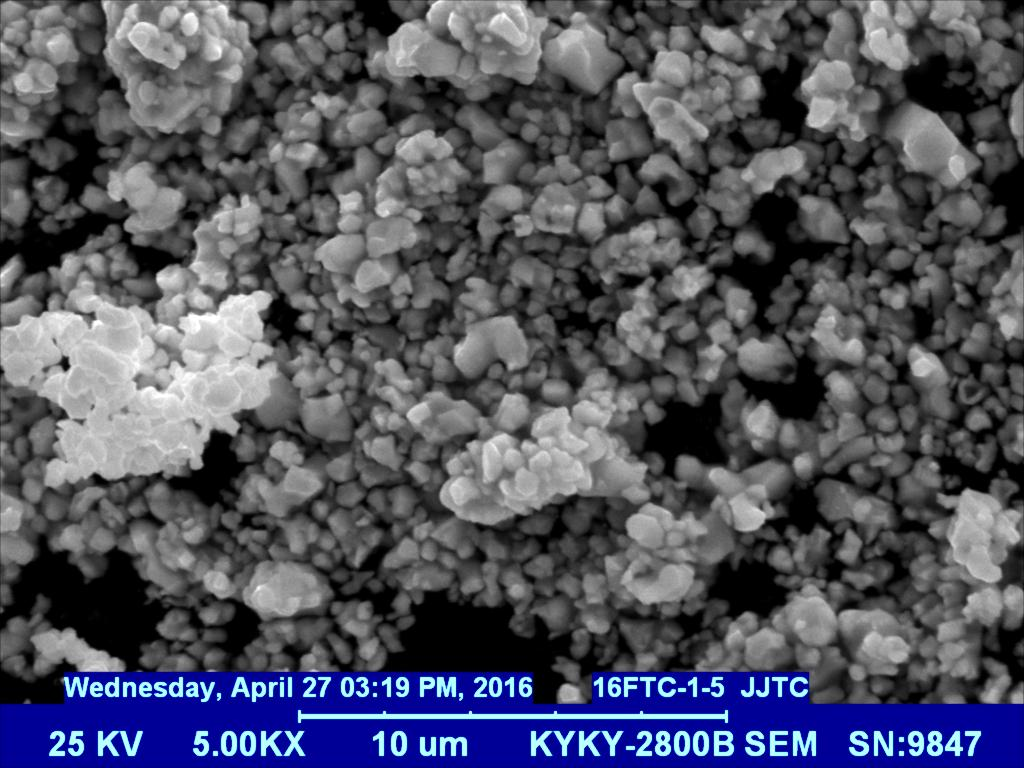 Wednesday, April 27 03:19 PM, 2016 16FTC-1-5 JJTC
25 KV 5.00KX 10 um KYKY-2800B SEM SN:9847